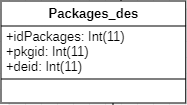 Packages_des
+idPackages: Int(11)
+pkgid: Int(11)
+deid: Int(11)